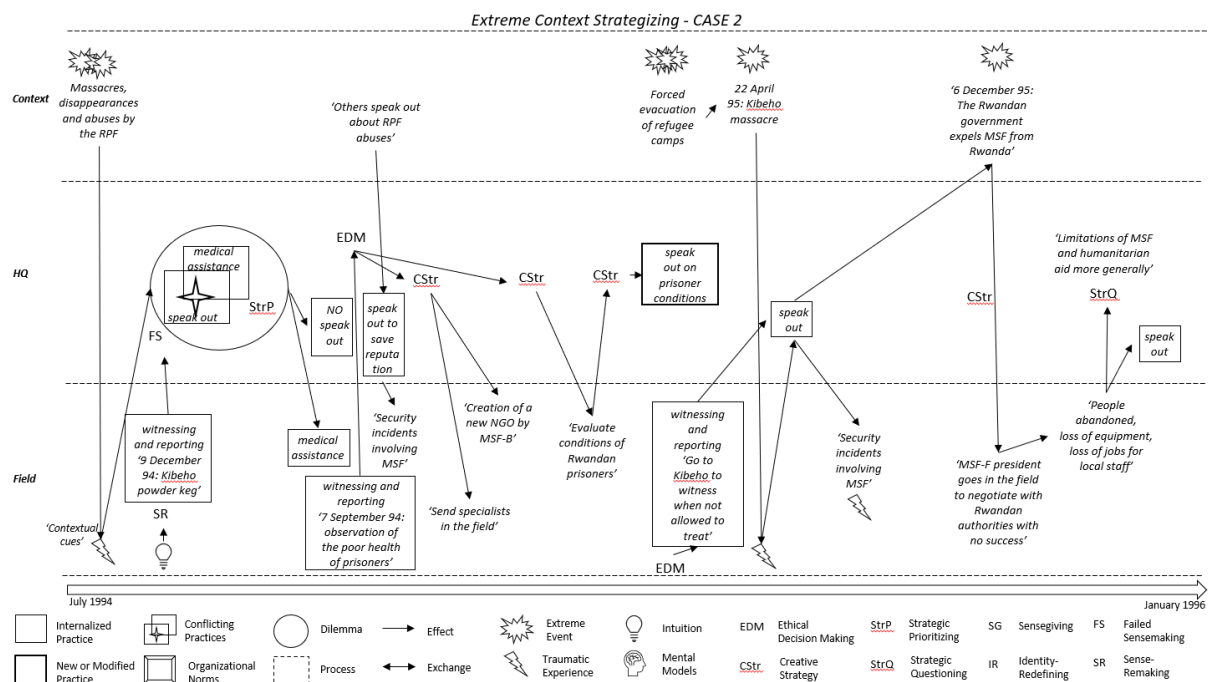 Extreme Context Strategizing - CASE 2
Context
Massacres,
disappearances
and abuses by
the RPF
‘Others speak out
about RPF
abuses’
Forced
evacuation
of refugee
camps
22 April
95: Kibeho
massacre
‘6 December 95:
The Rwandan
government
expels MSF from
Rwanda’
HQ
medical
assistance
speak out
StrP
FS
NO
speak
out
EDM
speak
out to
save
reputa
tion
CStr
CStr
CStr
speak
out on
prisoner
conditions
speak
out
CStr
‘Limitations of MSF
and humanitarian
aid more generally’
StrQ
speak
out
Field
‘Contextual
cues’
witnessing
and reporting
‘9 December
94: Kibeho
powder keg’
SR
medical
assistance
‘Security
incidents
involving
MSF’
witnessing and
reporting
‘7 September 94:
observation of
the poor health
of prisoners’
‘Creation of a
new NGO by
MSF-B’
‘Send specialists
in the field’
‘Evaluate
conditions of
Rwandan
prisoners’
witnessing
and
reporting
‘Go to
Kibeho to
witness
when not
allowed to
treat’
EDM
‘Security
incidents
involving
MSF’
‘MSF-F president
goes in the field
to negotiate with
Rwandan
authorities with
no success’
‘People
abandoned,
loss of equipment,
loss of jobs for
local staff’
July 1994
January 1996
Internalized
Practice
Conflicting
Practices
Dilemma
Effect
Extreme
Event
Intuition
EDM
Ethical
Decision Making
StrP
Strategic
Prioritizing
SG
Sensegiving
FS
Failed
Sensemaking
New or Modified
Practice
Organizational
Norms
Process
Exchange
Traumatic
Experience
Mental
Models
CStr
Creative
Strategy
StrQ
Strategic
Questioning
IR
Identity-
Redefining
SR
Sense-
Remaking